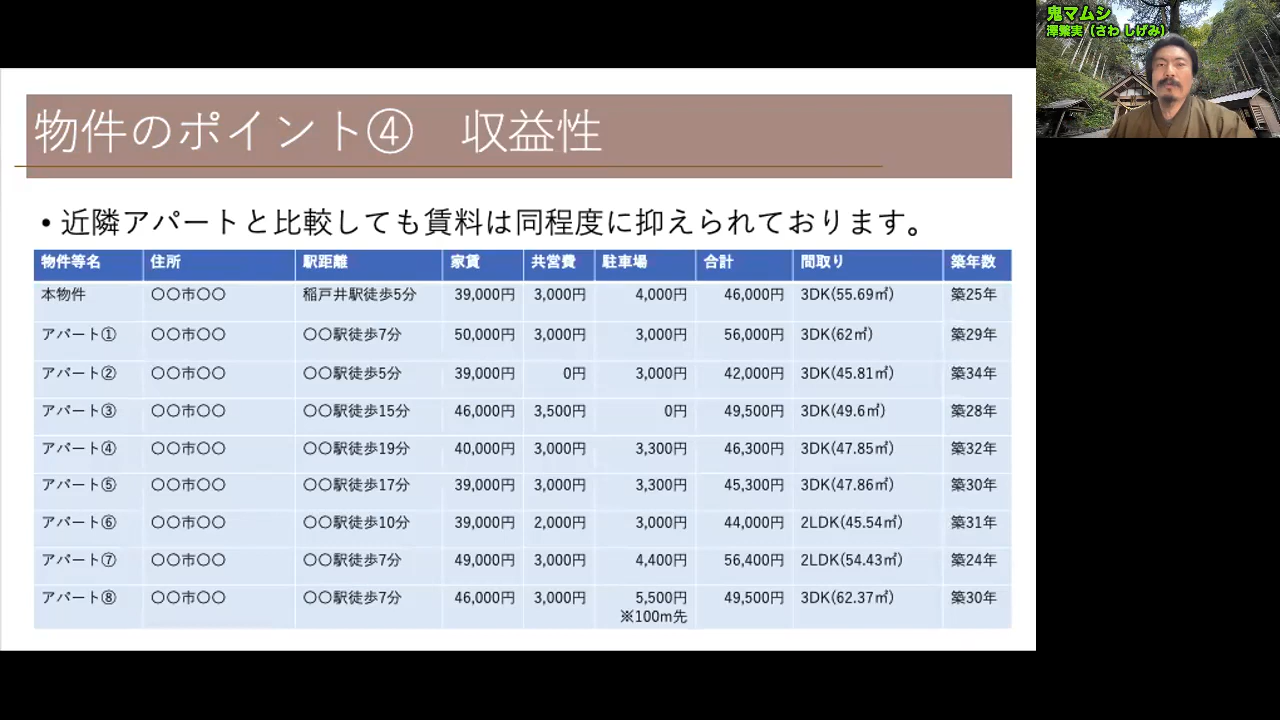 鬼マムシ
澤繁実（さわ しげみ）
物件のポイント④　収益性
• 近隣アパートと比較しても賃料は同程度に抑えられております。
物件等名 住所 駅距離 家賃 共営費 駐車場 合計 間取り 築年数
本物件 〇〇市〇〇 稲戸井駅徒歩5分 39,000円 3,000円 4,000円 46,000円 3DK(55.69㎡) 築25年
アパート① 〇〇市〇〇 〇〇駅徒歩7分 50,000円 3,000円 3,000円 56,000円 3DK(62㎡) 築29年
アパート② 〇〇市〇〇 〇〇駅徒歩5分 39,000円 0円 3,000円 42,000円 3DK(45.81㎡) 築34年
アパート③ 〇〇市〇〇 〇〇駅徒歩15分 46,000円 3,500円 0円 49,500円 3DK(49.6㎡) 築28年
アパート④ 〇〇市〇〇 〇〇駅徒歩19分 40,000円 3,000円 3,300円 46,300円 3DK(47.85㎡) 築32年
アパート⑤ 〇〇市〇〇 〇〇駅徒歩17分 39,000円 3,000円 3,300円 45,300円 3DK(47.86㎡) 築30年
アパート⑥ 〇〇市〇〇 〇〇駅徒歩10分 39,000円 2,000円 3,000円 44,000円 2LDK(45.54㎡) 築31年
アパート⑦ 〇〇市〇〇 〇〇駅徒歩7分 49,000円 3,000円 4,400円 56,400円 2LDK(54.43㎡) 築24年
アパート⑧ 〇〇市〇〇 〇〇駅徒歩7分 46,000円 3,000円 5,500円 49,500円 3DK(62.37㎡) 築30年
※100m先